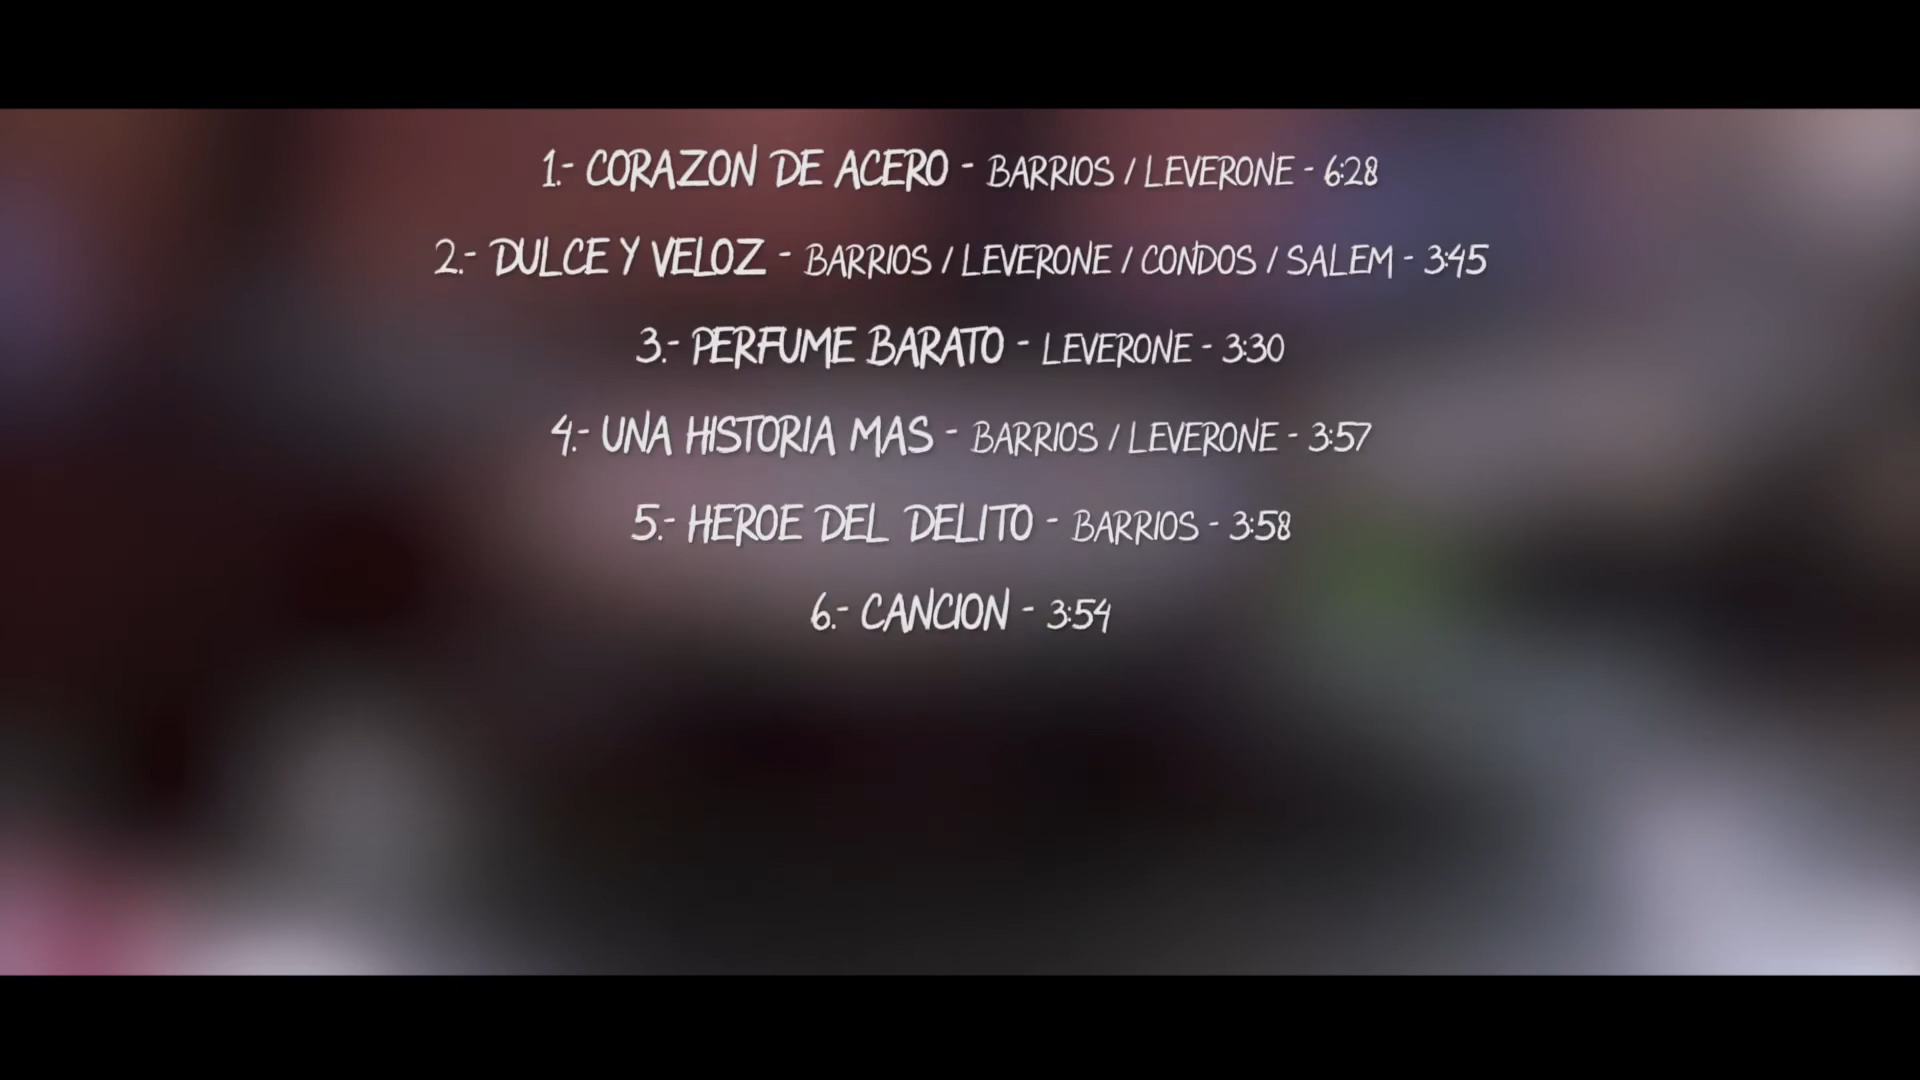 1.- CORAZON DE ACERO - BARRIOS / LEVERONE - 6:28
2.- DULCE Y VELOZ - BARRIOS / LEVERONE / CONDOS / SALEM - 3:45
3.- PERFUME BARATO - LEVERONE - 3:30
4.- UNA HISTORIA MAS - BARRIOS / LEVERONE - 3:57
5.- HEROE DEL DELITO - BARRIOS - 3:58
6.- CANCION - 3:54